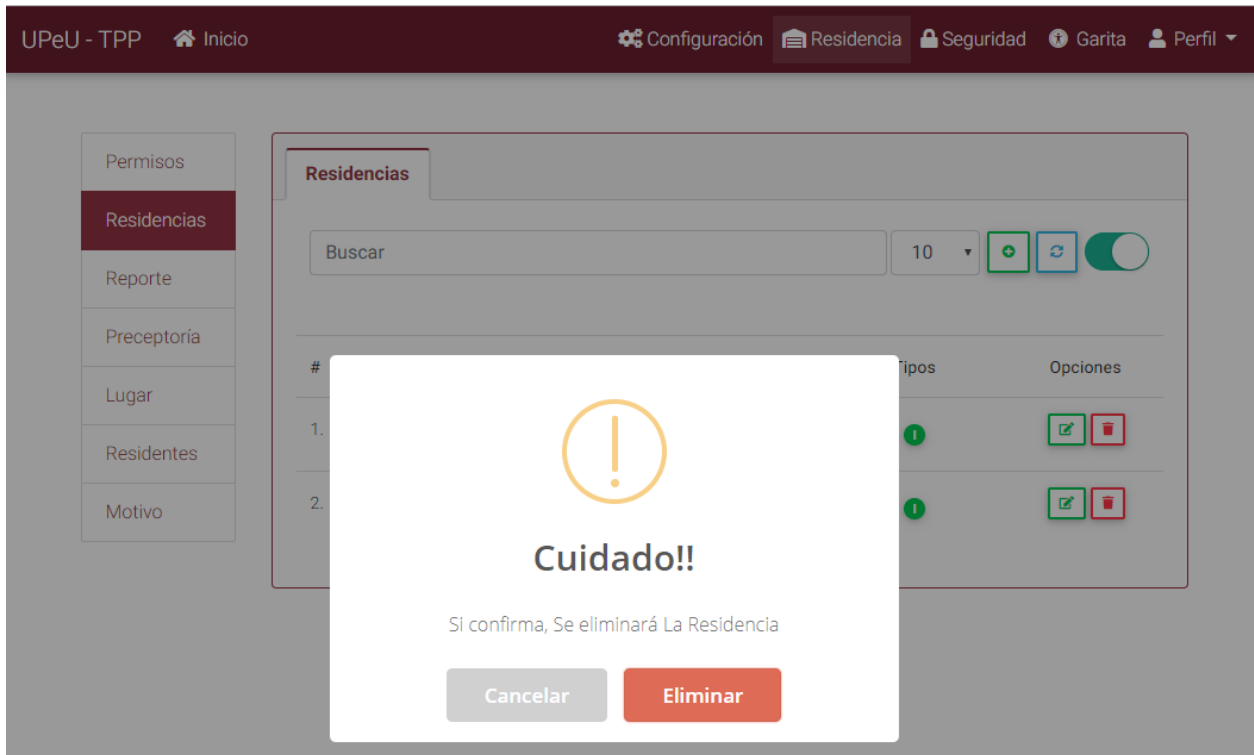 UPeU - TPP Inicio Configuración Residencia Seguridad Garita Perfil
Permisos
Residencias
Reporte
Preceptoría
Lugar
Residentes
Motivo
Residencias
Buscar 10
# Tipos Opciones
1. I
2. I
Cuidado!!
Si confirma, Se eliminará La Residencia
Cancelar Eliminar